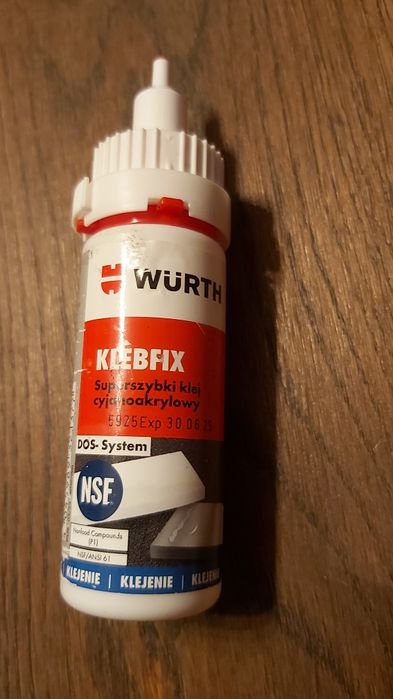 WÜRTH
KLEBFIX
Superszybki klej
cyjanoakrylowy
5925Exp 30 06 25
DOS- System
NSF
Nonfood Compounds
(P1)
NSF/ANSI 61
KLEJENIE | KLEJENIE | KLEJENIE